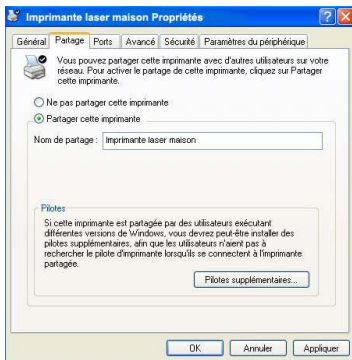 Imprimante laser maison Propriétés
Général Partage Ports Avancé Sécurité Paramètres du périphérique
Vous pouvez partager cette imprimante avec d'autres utilisateurs sur votre
réseau. Pour activer le partage de cette imprimante, cliquez sur Partager
cette imprimante.
Ne pas partager cette imprimante
Partager cette imprimante
Nom de partage : Imprimante laser maison
Pilotes
Si cette imprimante est partagée par des utilisateurs exécutant
différentes versions de Windows, vous devrez peut-être installer des
pilotes supplémentaires, afin que les utilisateurs n'aient pas à
rechercher le pilote d'imprimante lorsqu'ils se connectent à l'imprimante
partagée.
Pilotes supplémentaires...
OK Annuler Appliquer